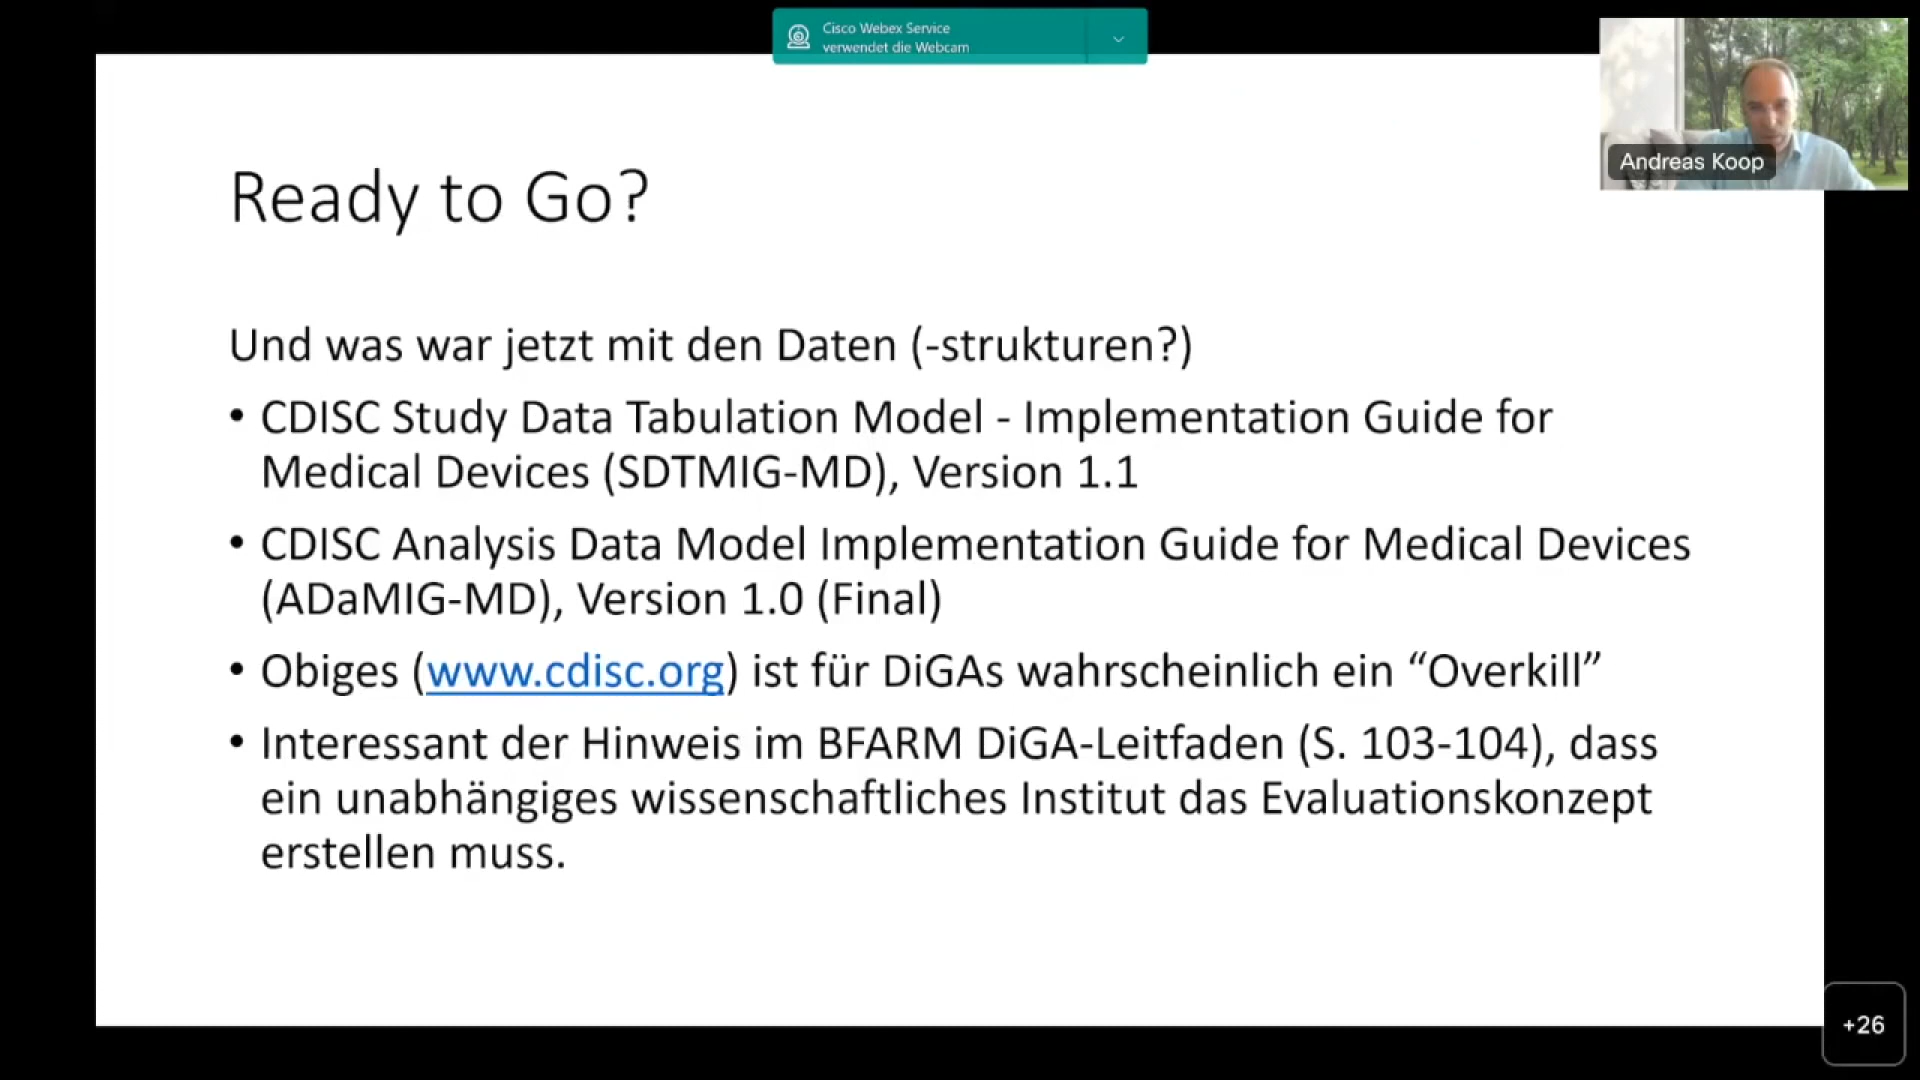 Cisco Webex Service
verwendet die Webcam
Andreas Koop
Ready to Go?
Und was war jetzt mit den Daten (-strukturen?)
• CDISC Study Data Tabulation Model - Implementation Guide for
Medical Devices (SDTMIG-MD), Version 1.1
• CDISC Analysis Data Model Implementation Guide for Medical Devices
(ADaMIG-MD), Version 1.0 (Final)
• Obiges (www.cdisc.org) ist für DiGAs wahrscheinlich ein “Overkill”
• Interessant der Hinweis im BFARM DiGA-Leitfaden (S. 103-104), dass
ein unabhängiges wissenschaftliches Institut das Evaluationskonzept
erstellen muss.
+26